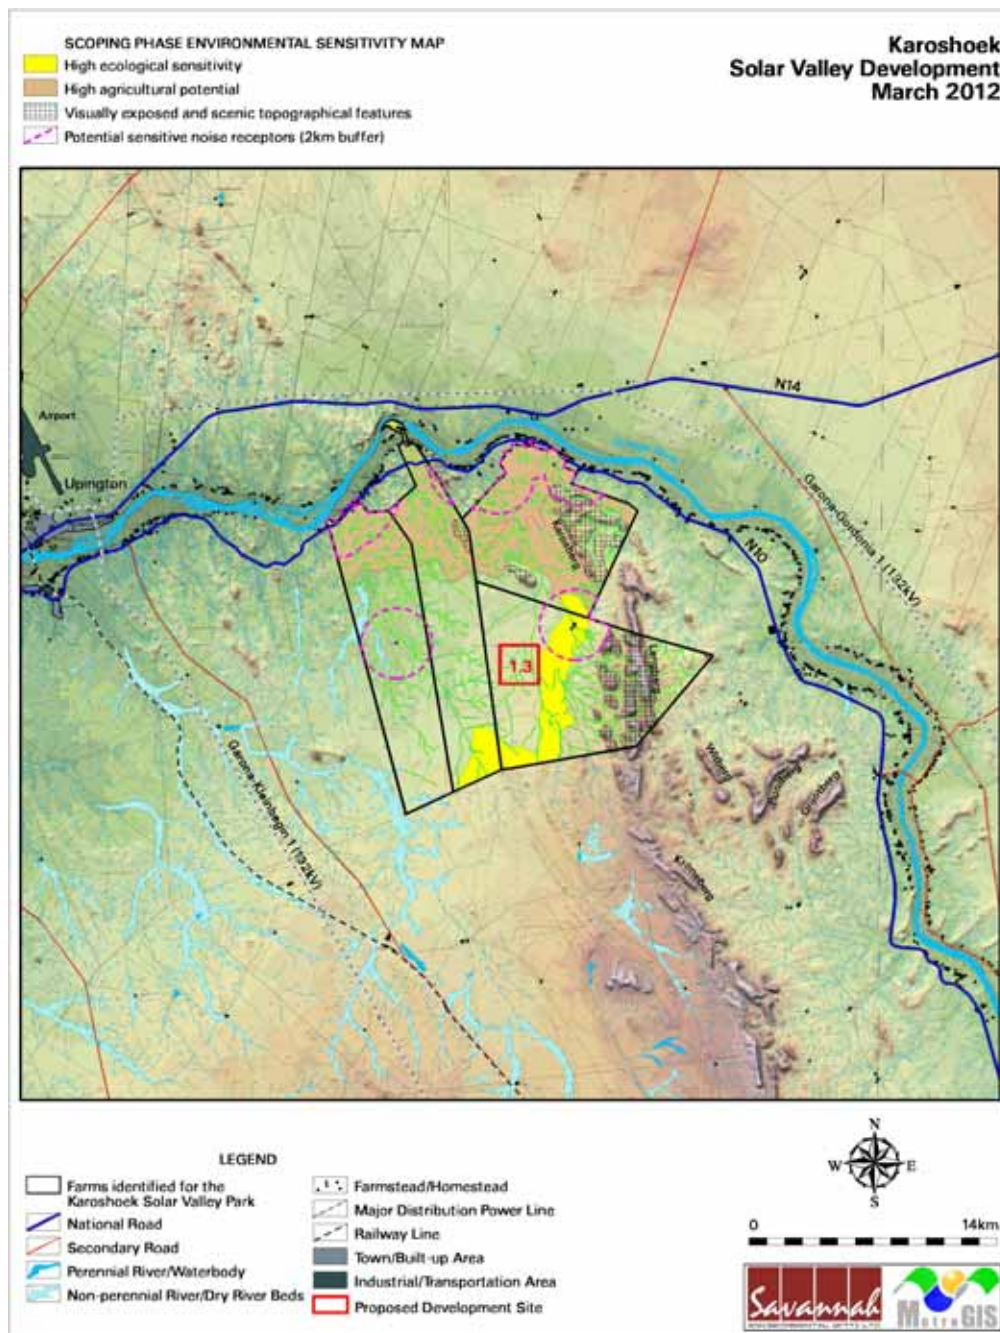 SCOPING PHASE ENVIRONMENTAL SENSITIVITY MAP
High ecological sensitivity
High agricultural potential
Visually exposed and scenic topographical features
Potential sensitive noise receptors (2km buffer)
Karoshoek
Solar Valley Development
March 2012
N14
Airport
Upington
Garona-Gordonia 1 (132kV)
N10
1.3
Garona-Kleinbegin 1 (132kV)
LEGEND
Farms identified for the
Karoshoek Solar Valley Park
National Road
Secondary Road
Perennial River/Waterbody
Non-perennial River/Dry River Beds
Farmstead/Homestead
Major Distribution Power Line
Railway Line
Town/Built-up Area
Industrial/Transportation Area
Proposed Development Site
N
W E
S
0 14km
Savannah
MetroGIS